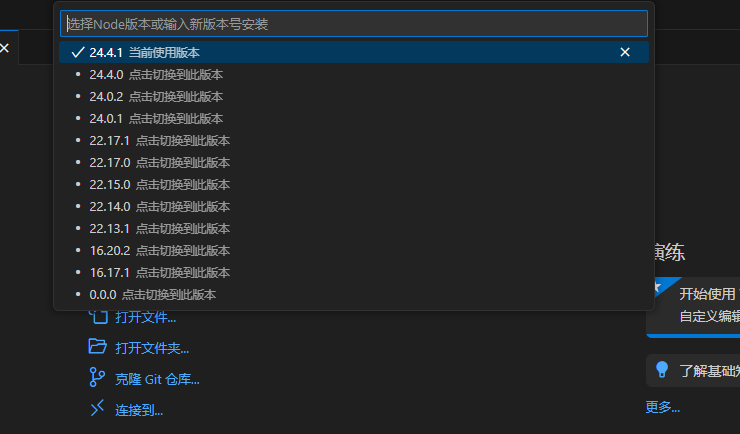 选择Node版本或输入新版本号安装
24.4.1 当前使用版本
24.4.0 点击切换到此版本
24.0.2 点击切换到此版本
24.0.1 点击切换到此版本
22.17.1 点击切换到此版本
22.17.0 点击切换到此版本
22.15.0 点击切换到此版本
22.14.0 点击切换到此版本
22.13.1 点击切换到此版本
16.20.2 点击切换到此版本
16.17.1 点击切换到此版本
0.0.0 点击切换到此版本
打开文件...
打开文件夹...
克隆 Git 仓库...
连接到...
演练
开始使用
自定义编辑
了解基础知
更多...